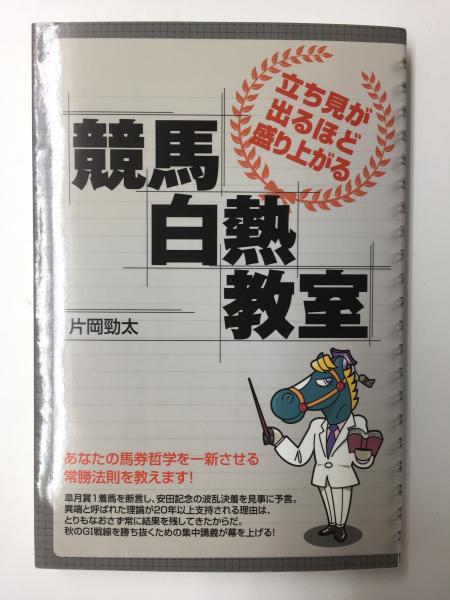 立ち見が
出るほど
盛り上がる
競馬
白熱
教室
片岡勁太
あなたの馬券哲学を一新させる
常勝法則を教えます!
皐月賞1着馬を断言し、安田記念の波乱決着を見事に予言。
異端と呼ばれた理論が20年以上支持される理由は、
とりもなおさず常に結果を残してきたからだ。
秋のGI戦線を勝ち抜くための集中講義が幕を上げる!